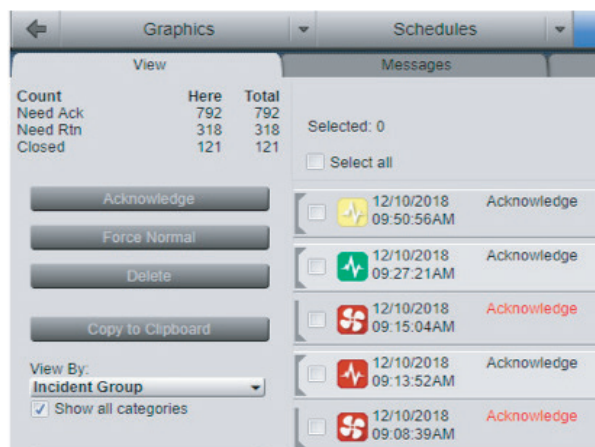 Graphics
Schedules
View
Messages
Count Here Total
Need Ack 792 792
Need Rtn 318 318
Closed 121 121
Acknowledge
Force Normal
Delete
Copy to Clipboard
View By:
Incident Group
Show all categories
Selected: 0
Select all
12/10/2018 Acknowledge
09:50:56AM
12/10/2018 Acknowledge
09:27:21AM
12/10/2018 Acknowledge
09:15:04AM
12/10/2018 Acknowledge
09:13:52AM
12/10/2018 Acknowledge
09:08:39AM